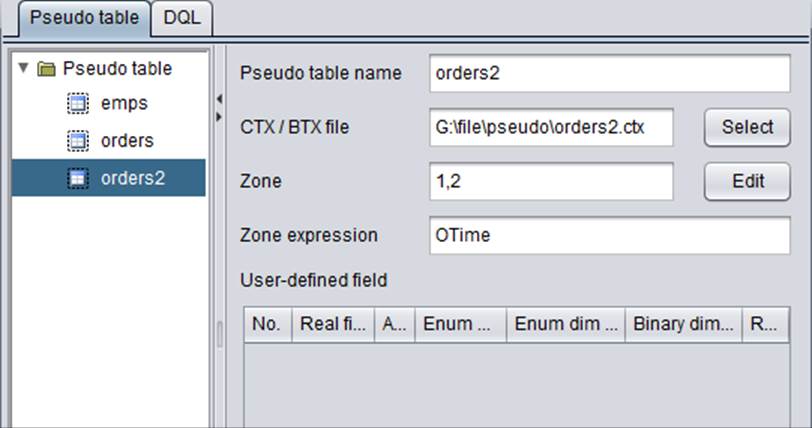 Pseudo table DQL
Pseudo table
emps
orders
orders2
Pseudo table name orders2
CTX / BTX file G:\file\pseudo\orders2.ctx Select
Zone 1,2 Edit
Zone expression OTime
User-defined field
No. Real fi... A... Enum ... Enum dim ... Binary dim... R...